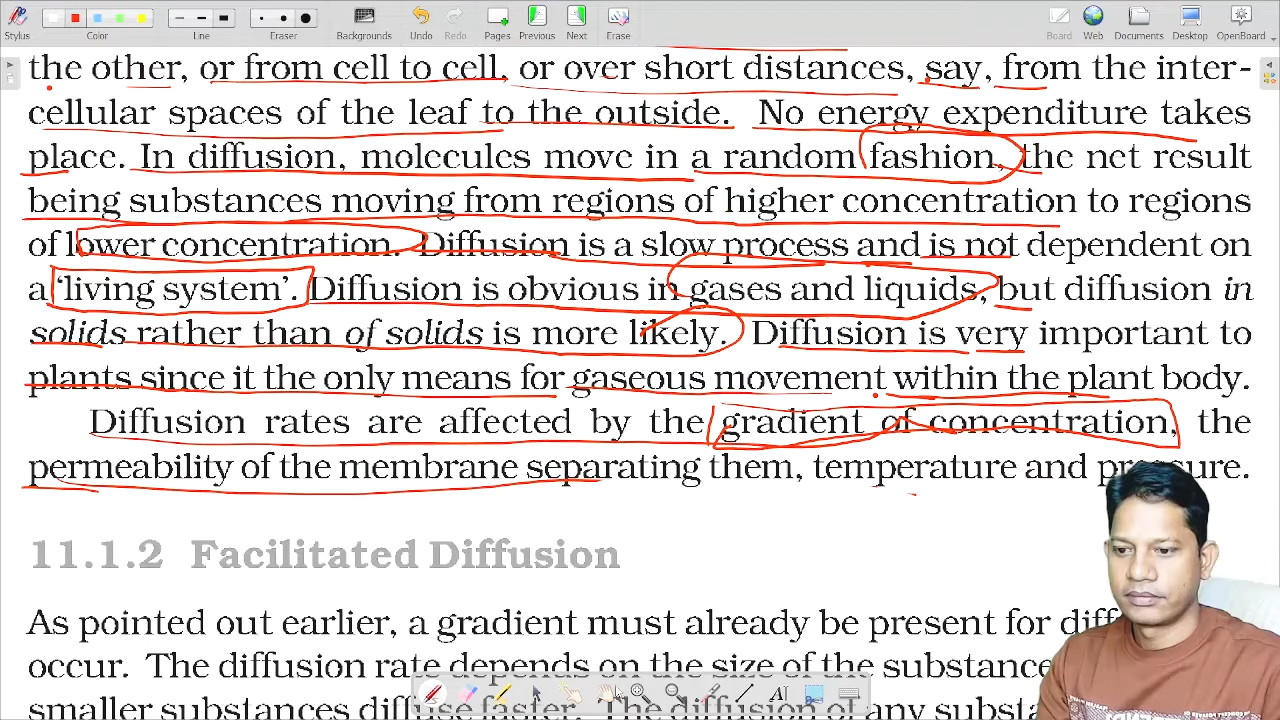 Stylus Color Line Eraser Backgrounds Undo Redo Pages Previous Next Erase Board Web Documents Desktop OpenBoard
the other, or from cell to cell, or over short distances, say, from the inter-
cellular spaces of the leaf to the outside. No energy expenditure takes
place. In diffusion, molecules move in a random fashion, the net result
being substances moving from regions of higher concentration to regions
of lower concentration. Diffusion is a slow process and is not dependent on
a ‘living system’. Diffusion is obvious in gases and liquids, but diffusion in
solids rather than of solids is more likely. Diffusion is very important to
plants since it the only means for gaseous movement within the plant body.
Diffusion rates are affected by the gradient of concentration, the
permeability of the membrane separating them, temperature and pressure.
11.1.2 Facilitated Diffusion
As pointed out earlier, a gradient must already be present for
occur. The diffusion rate depends on the size of the
smaller substances diffuse faster. The diffusion of any